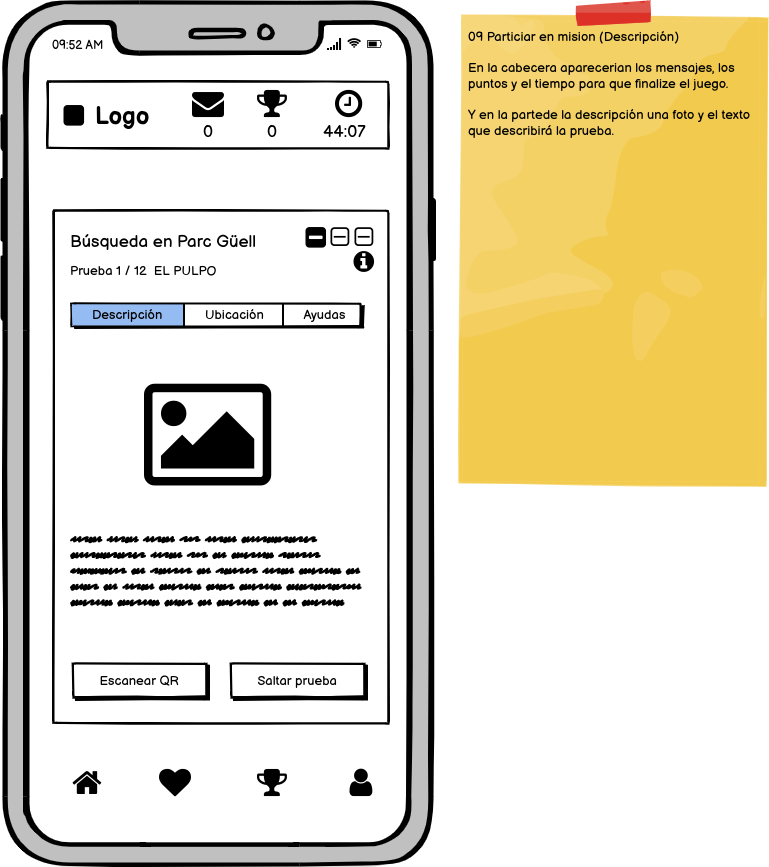 09:52 AM
Logo
0
0
44:07
Búsqueda en Parc Güell
Prueba 1 / 12 EL PULPO
Descripción
Ubicación
Ayudas
Escanear QR
Saltar prueba
09 Particiar en mision (Descripción)
En la cabecera aparecerian los mensajes, los
puntos y el tiempo para que finalize el juego.
Y en la partede la descripción una foto y el texto
que describirá la prueba.